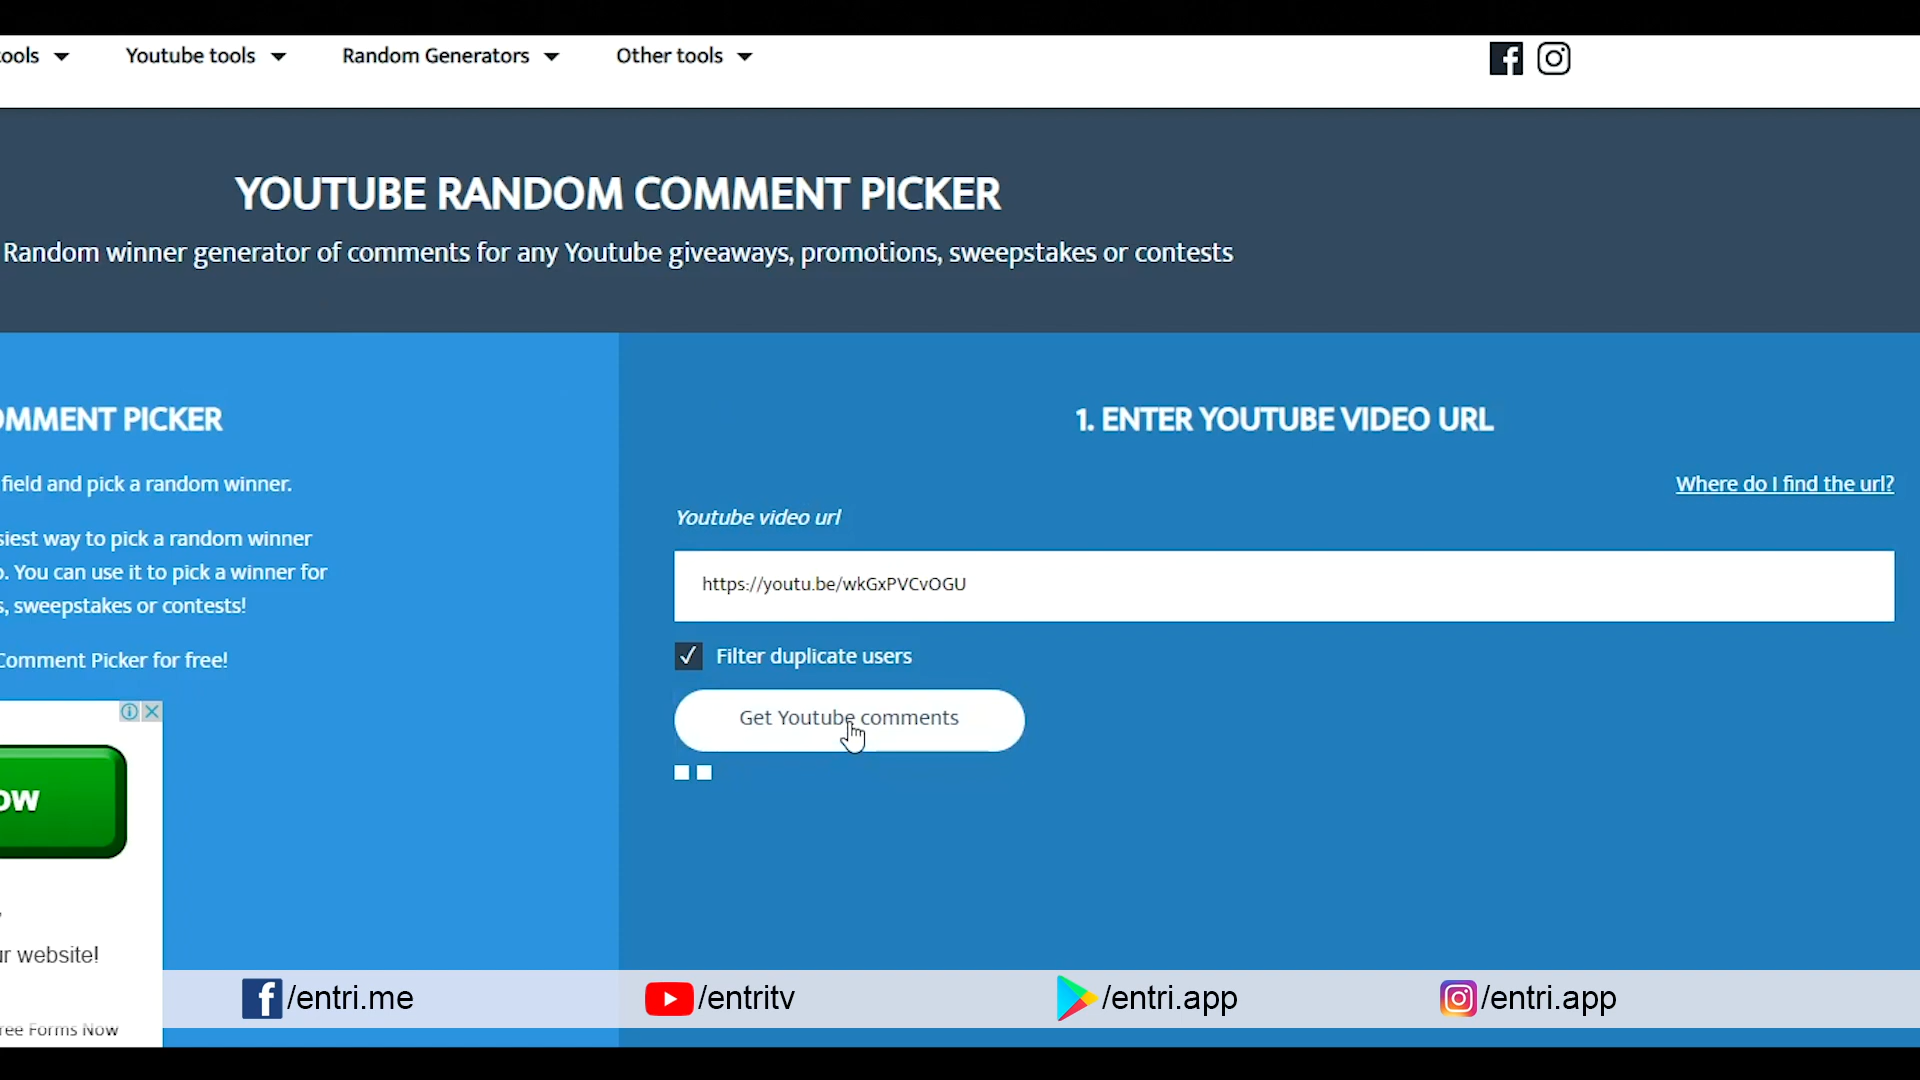 tools
Youtube tools
Random Generators
Other tools
YOUTUBE RANDOM COMMENT PICKER
Random winner generator of comments for any Youtube giveaways, promotions, sweepstakes or contests
COMMENT PICKER
field and pick a random winner.
siest way to pick a random winner
o. You can use it to pick a winner for
s, sweepstakes or contests!
Comment Picker for free!
OW
ur website!
ree Forms Now
1. ENTER YOUTUBE VIDEO URL
Where do I find the url?
Youtube video url
https://youtu.be/wkGxPVCvOGU
Filter duplicate users
Get Youtube comments
/entri.me
/entritv
/entri.app
/entri.app